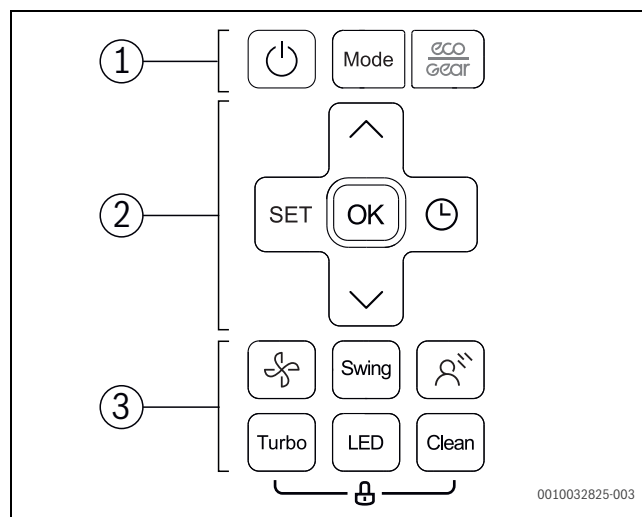 1
Mode
eco
Gear
2
SET
OK
3
Swing
Turbo
LED
Clean
0010032825-003